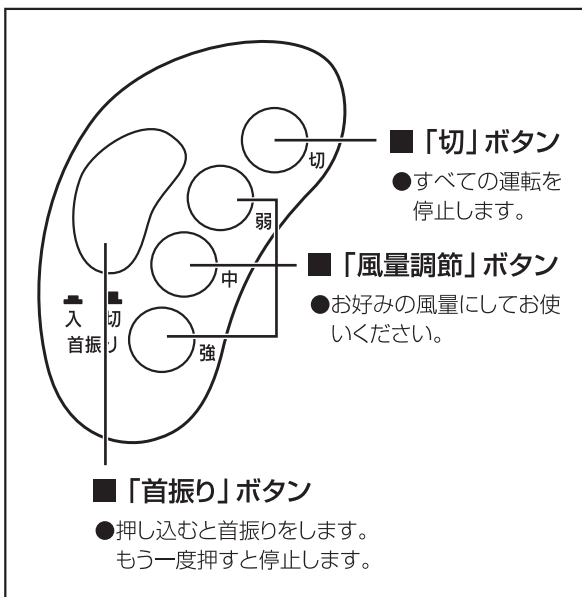 ■「切」ボタン
●すべての運転を
停止します。
切
弱
■「風量調節」ボタン
中
●お好みの風量にしてお使
いください。
入 切
首振り
強
■「首振り」ボタン
●押し込むと首振りをします。
もう一度押すと停止します。